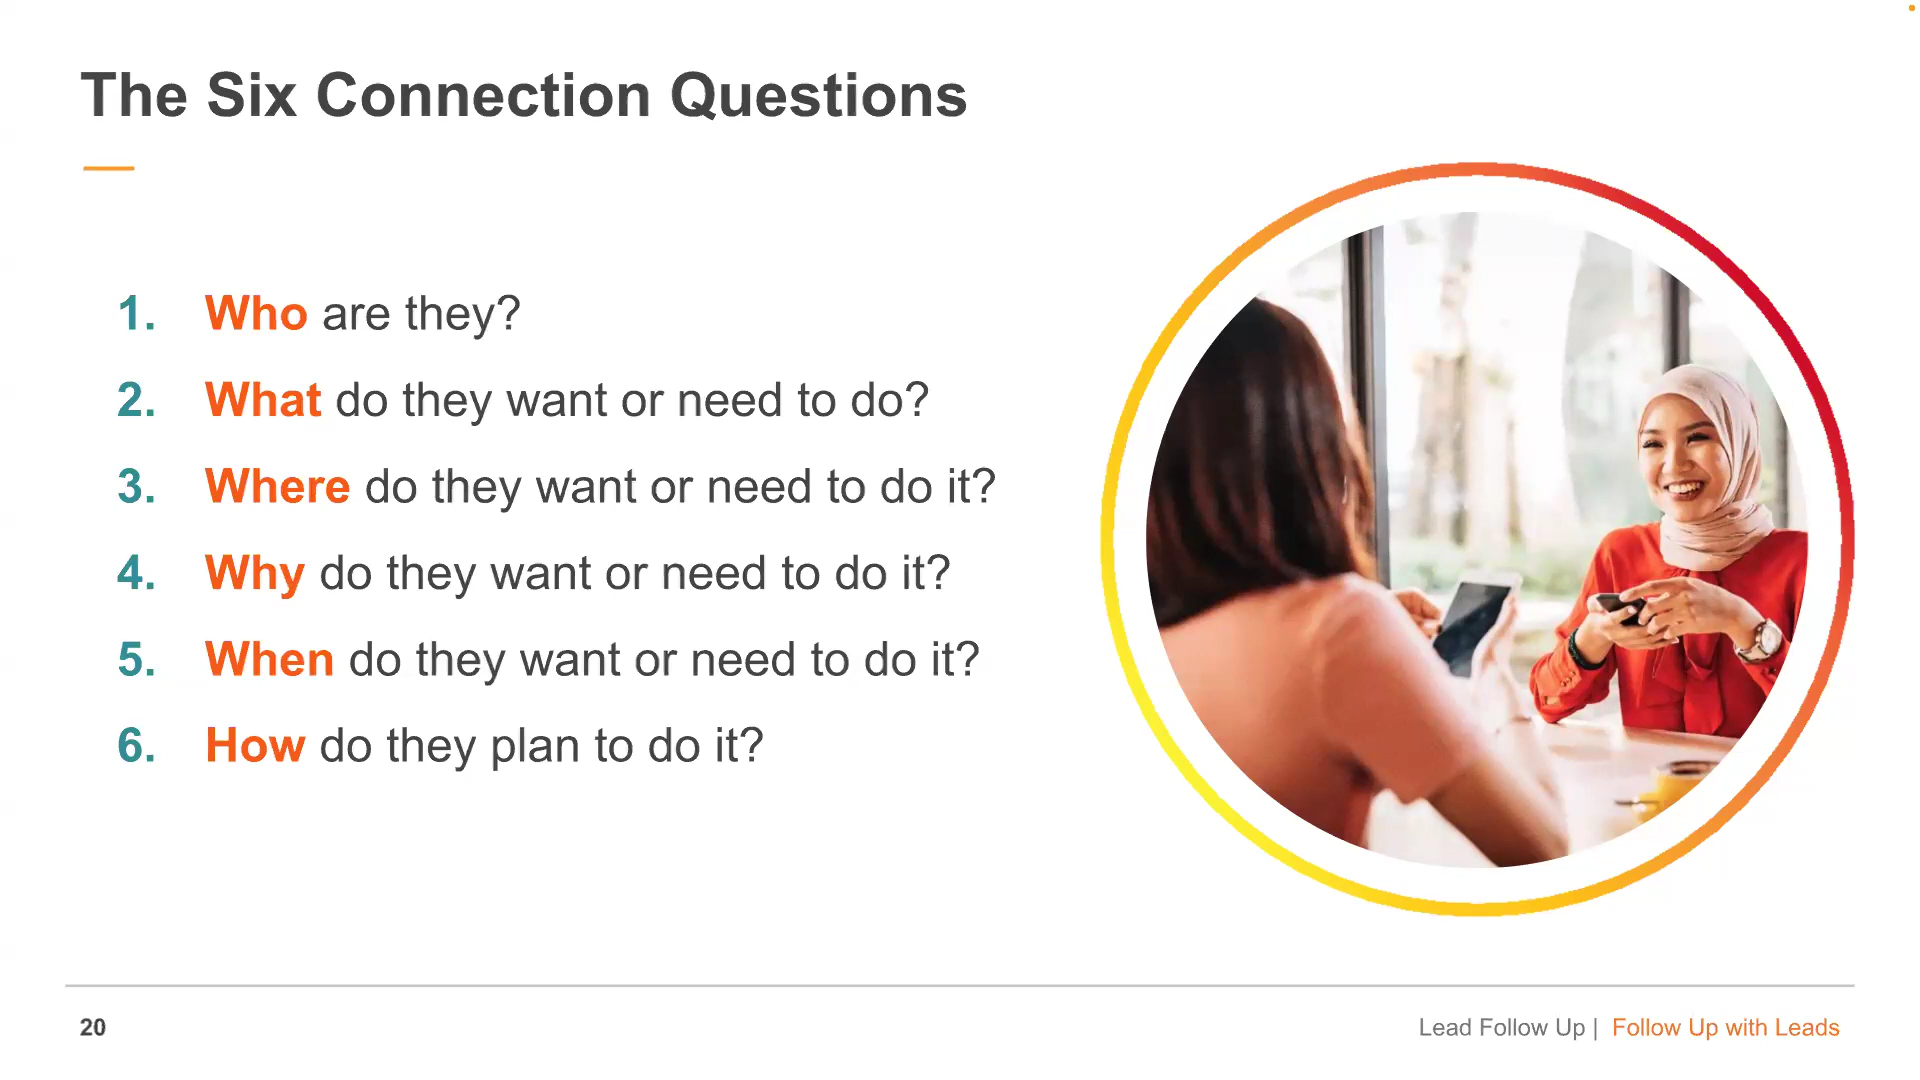 The Six Connection Questions
1. Who are they?
2. What do they want or need to do?
3. Where do they want or need to do it?
4. Why do they want or need to do it?
5. When do they want or need to do it?
6. How do they plan to do it?
20
Lead Follow Up | Follow Up with Leads